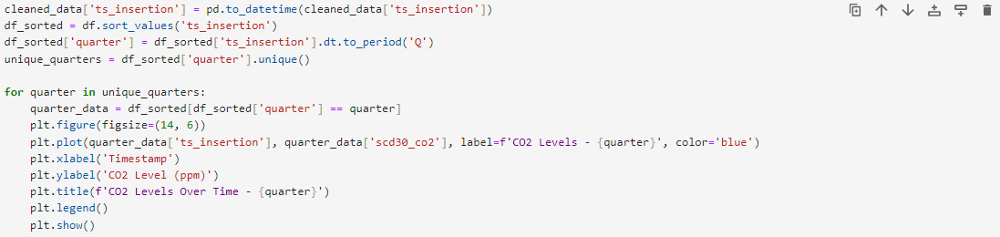 cleaned_data['ts_insertion'] = pd.to_datetime(cleaned_data['ts_insertion'])
df_sorted = df.sort_values('ts_insertion')
df_sorted['quarter'] = df_sorted['ts_insertion'].dt.to_period('Q')
unique_quarters = df_sorted['quarter'].unique()

for quarter in unique_quarters:
    quarter_data = df_sorted[df_sorted['quarter'] == quarter]
    plt.figure(figsize=(14, 6))
    plt.plot(quarter_data['ts_insertion'], quarter_data['scd30_co2'], label=f'CO2 Levels - {quarter}', color='blue')
    plt.xlabel('Timestamp')
    plt.ylabel('CO2 Level (ppm)')
    plt.title(f'CO2 Levels Over Time - {quarter}')
    plt.legend()
    plt.show()